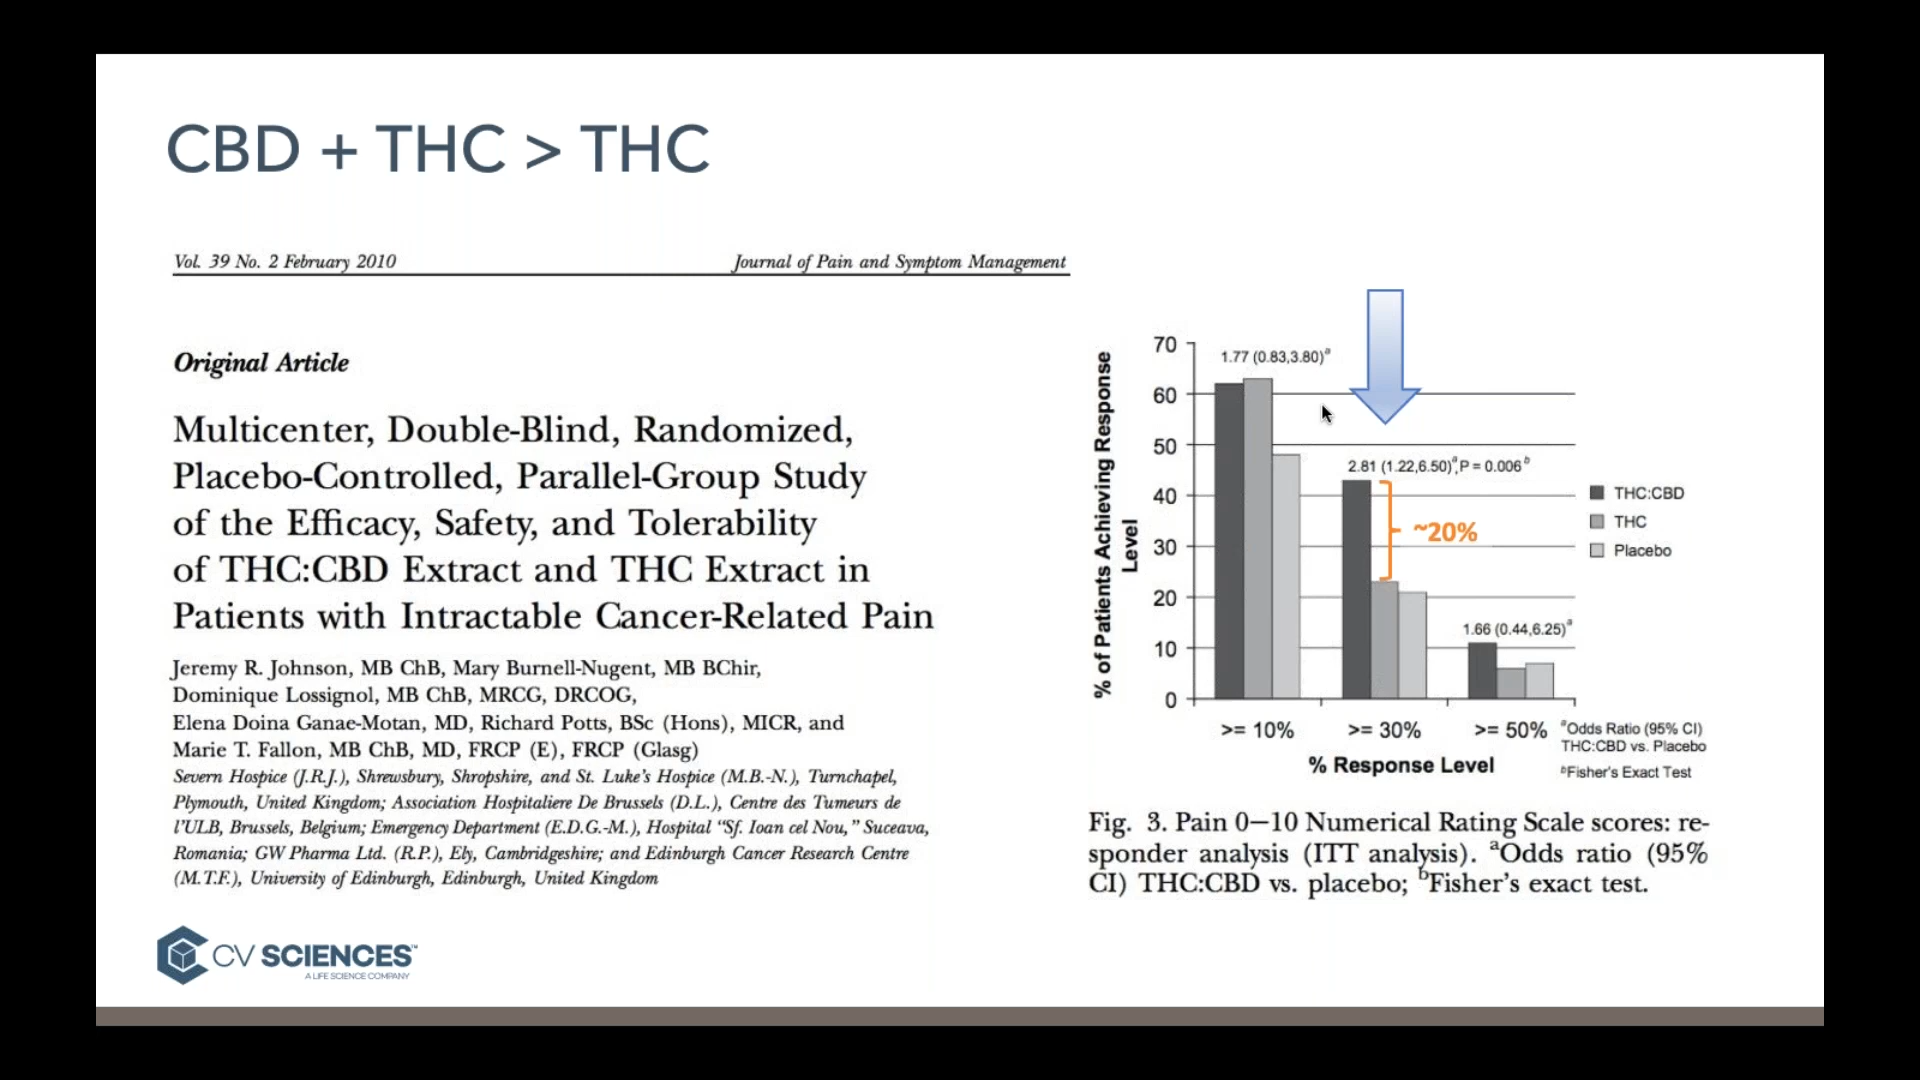 CBD + THC > THC
Vol. 39 No. 2 February 2010
Journal of Pain and Symptom Management
Original Article
Multicenter, Double-Blind, Randomized,
Placebo-Controlled, Parallel-Group Study
of the Efficacy, Safety, and Tolerability
of THC:CBD Extract and THC Extract in
Patients with Intractable Cancer-Related Pain
Jeremy R. Johnson, MB ChB, Mary Burnell-Nugent, MB BChir,
Dominique Lossignol, MB ChB, MRCG, DRCOG,
Elena Doina Ganae-Motan, MD, Richard Potts, BSc (Hons), MICR, and
Marie T. Fallon, MB ChB, MD, FRCP (E), FRCP (Glasg)
Severn Hospice (J.R.J.), Shrewsbury, Shropshire, and St. Luke's Hospice (M.B.-N.), Turnchapel,
Plymouth, United Kingdom; Association Hospitaliere De Brussels (D.L.), Centre des Tumeurs de
l'ULB, Brussels, Belgium; Emergency Department (E.D.G.-M.), Hospital "Sf. Ioan cel Nou," Suceava,
Romania; GW Pharma Ltd. (R.P.), Ely, Cambridgeshire; and Edinburgh Cancer Research Centre
(M.T.F.), University of Edinburgh, Edinburgh, United Kingdom
% of Patients Achieving Response
Level
70
60
50
40
30
20
10
0
1.77 (0.83,3.80)a
2.81 (1.22,6.50)a,P = 0.006 b
~20%
1.66 (0.44,6.25)a
THC:CBD
THC
Placebo
>= 10%
>= 30%
>= 50%
% Response Level
aOdds Ratio (95% CI)
THC:CBD vs. Placebo
bFisher's Exact Test
Fig. 3. Pain 0–10 Numerical Rating Scale scores: re-
sponder analysis (ITT analysis). aOdds ratio (95%
CI) THC:CBD vs. placebo; bFisher's exact test.
CV SCIENCES™
A LIFE SCIENCE COMPANY